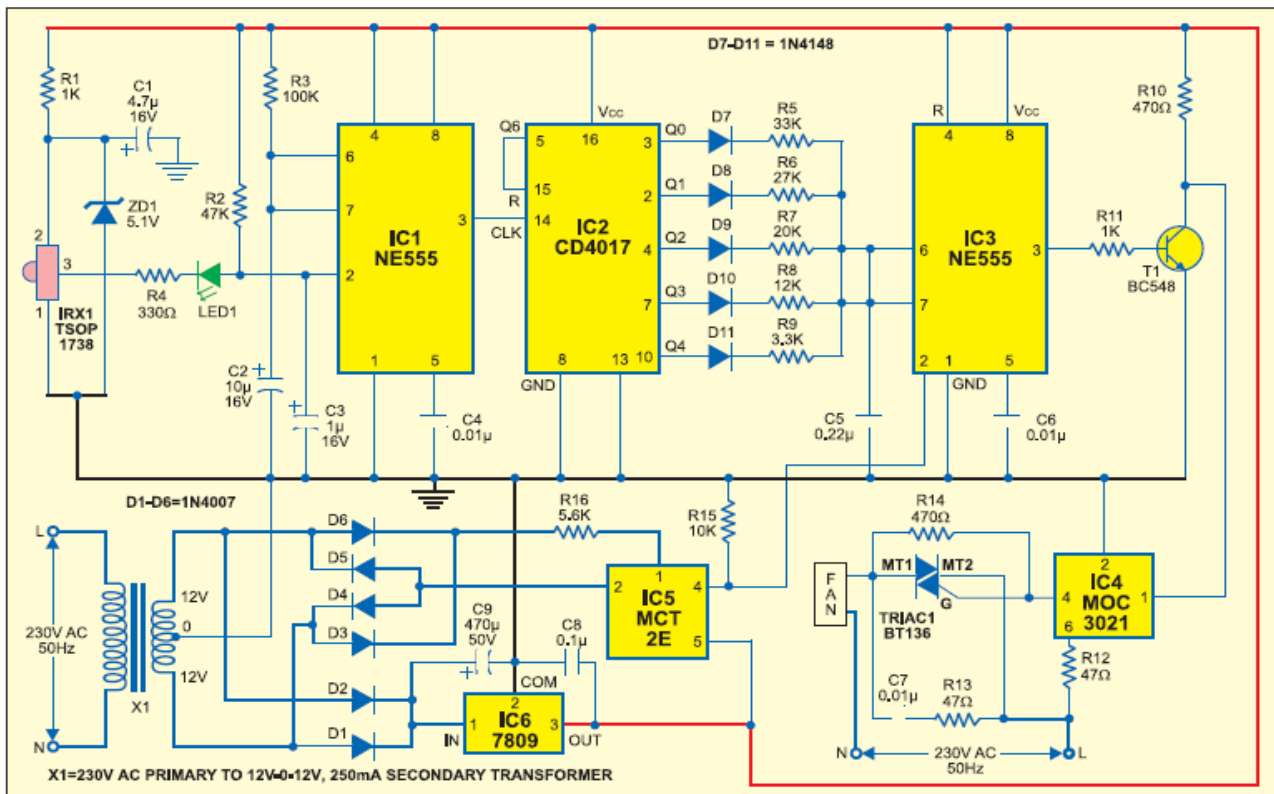 D7-D11 = 1N4148
R1
1K
C1
4.7µ
16V
+
R3
100K
R2
47K
ZD1
5.1V
2
3
1
IRX1
TSOP
1738
R4
330Ω
LED1
4
8
6
7
2
3
1
5
IC1
NE555
C2
10µ
16V
+
C3
1µ
16V
+
C4
0.01µ
Vcc
16
Q6
5
15
R
14
CLK
IC2
CD4017
3
2
4
7
10
8
13
GND
Q0
Q1
Q2
Q3
Q4
D7
D8
D9
D10
D11
R5
33K
R6
27K
R7
20K
R8
12K
R9
3.3K
R
4
Vcc
8
6
7
2
1
5
3
GND
IC3
NE555
R10
470Ω
R11
1K
T1
BC548
C5
0.22µ
C6
0.01µ
D1-D6=1N4007
L
230V AC
50Hz
N
X1
12V
0
12V
D6
D5
D4
D3
D2
D1
R16
5.6K
R15
10K
1
2
4
5
IC5
MCT
2E
C9
470µ
50V
+
C8
0.1µ
COM
2
1
3
IC6
7809
IN
OUT
R14
470Ω
FAN
MT1
MT2
G
TRIAC1
BT136
2
4
1
6
IC4
MOC
3021
R12
47Ω
C7
0.01µ
R13
47Ω
N
230V AC
50Hz
L
X1=230V AC PRIMARY TO 12V-0-12V, 250mA SECONDARY TRANSFORMER